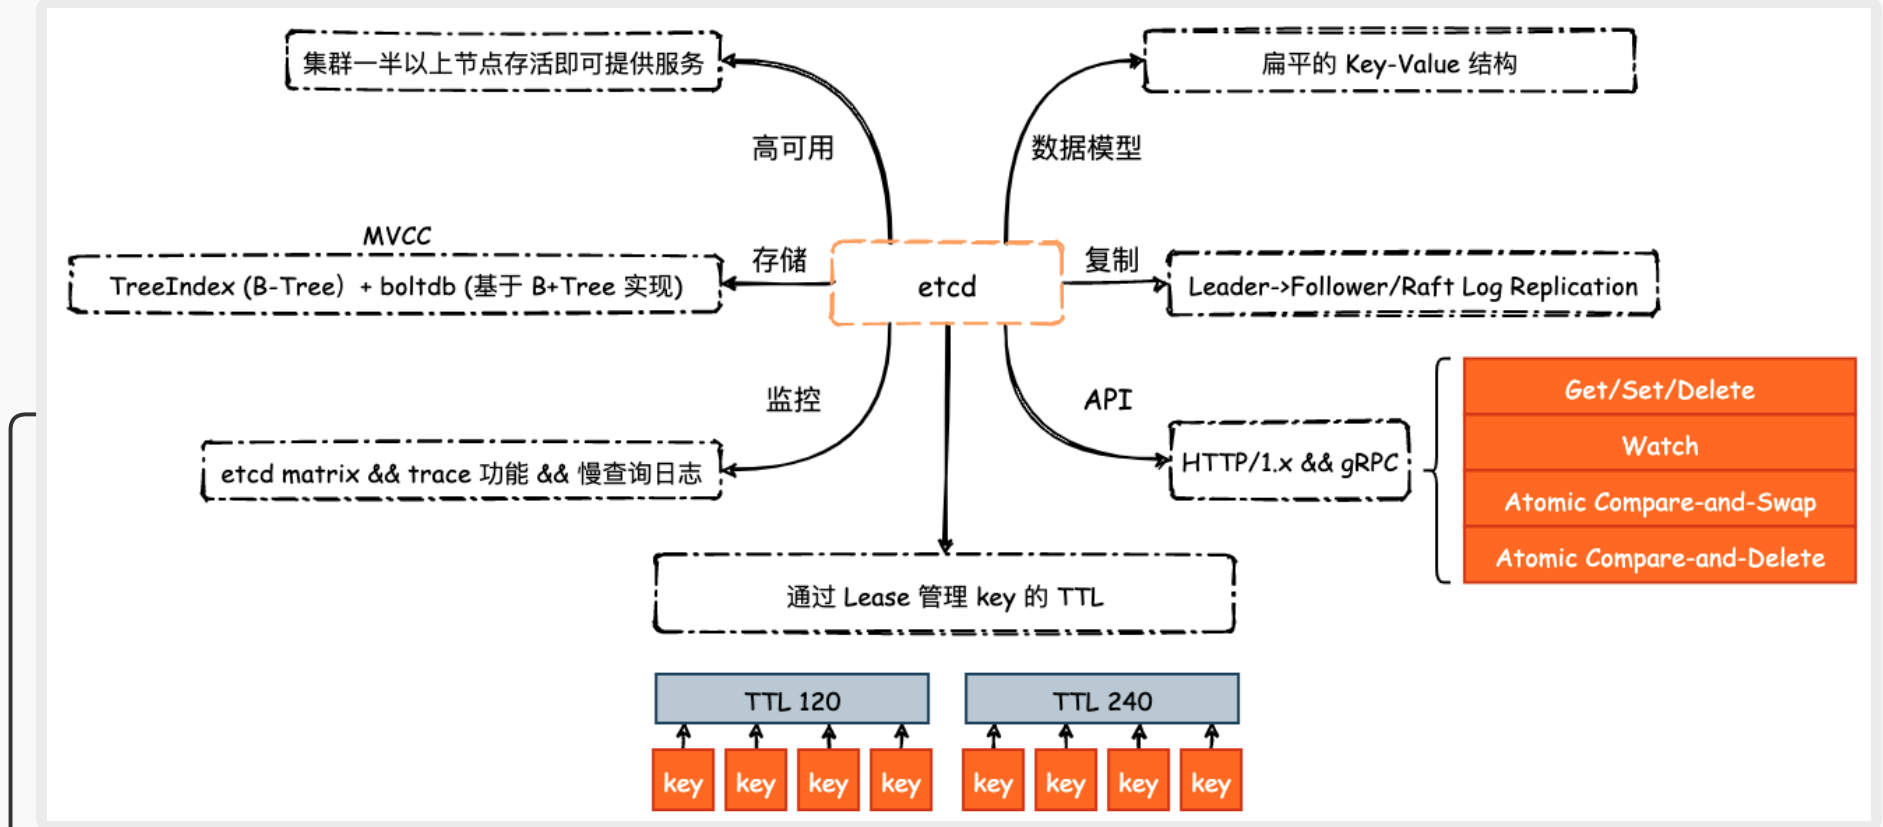 集群一半以上节点存活即可提供服务
扁平的 Key-Value 结构
高可用
数据模型
MVCC
存储
复制
TreeIndex (B-Tree）+ boltdb (基于 B+Tree 实现)
etcd
Leader->Follower/Raft Log Replication
监控
API
Get/Set/Delete
Watch
etcd matrix && trace 功能 && 慢查询日志
HTTP/1.x && gRPC
Atomic Compare-and-Swap
Atomic Compare-and-Delete
通过 Lease 管理 key 的 TTL
TTL 120
TTL 240
key key key key key key key key